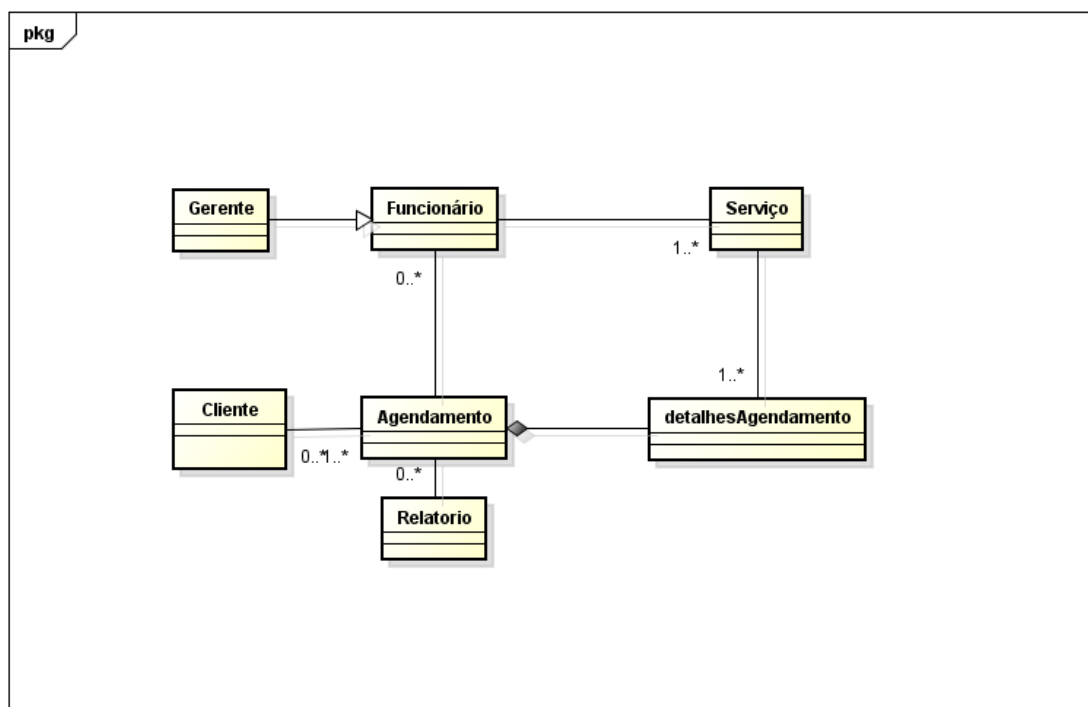 pkg
Gerente
Funcionário
Serviço
0..*
1..*
1..*
Cliente
Agendamento
detalhesAgendamento
0..*
1..*
0..*
Relatorio